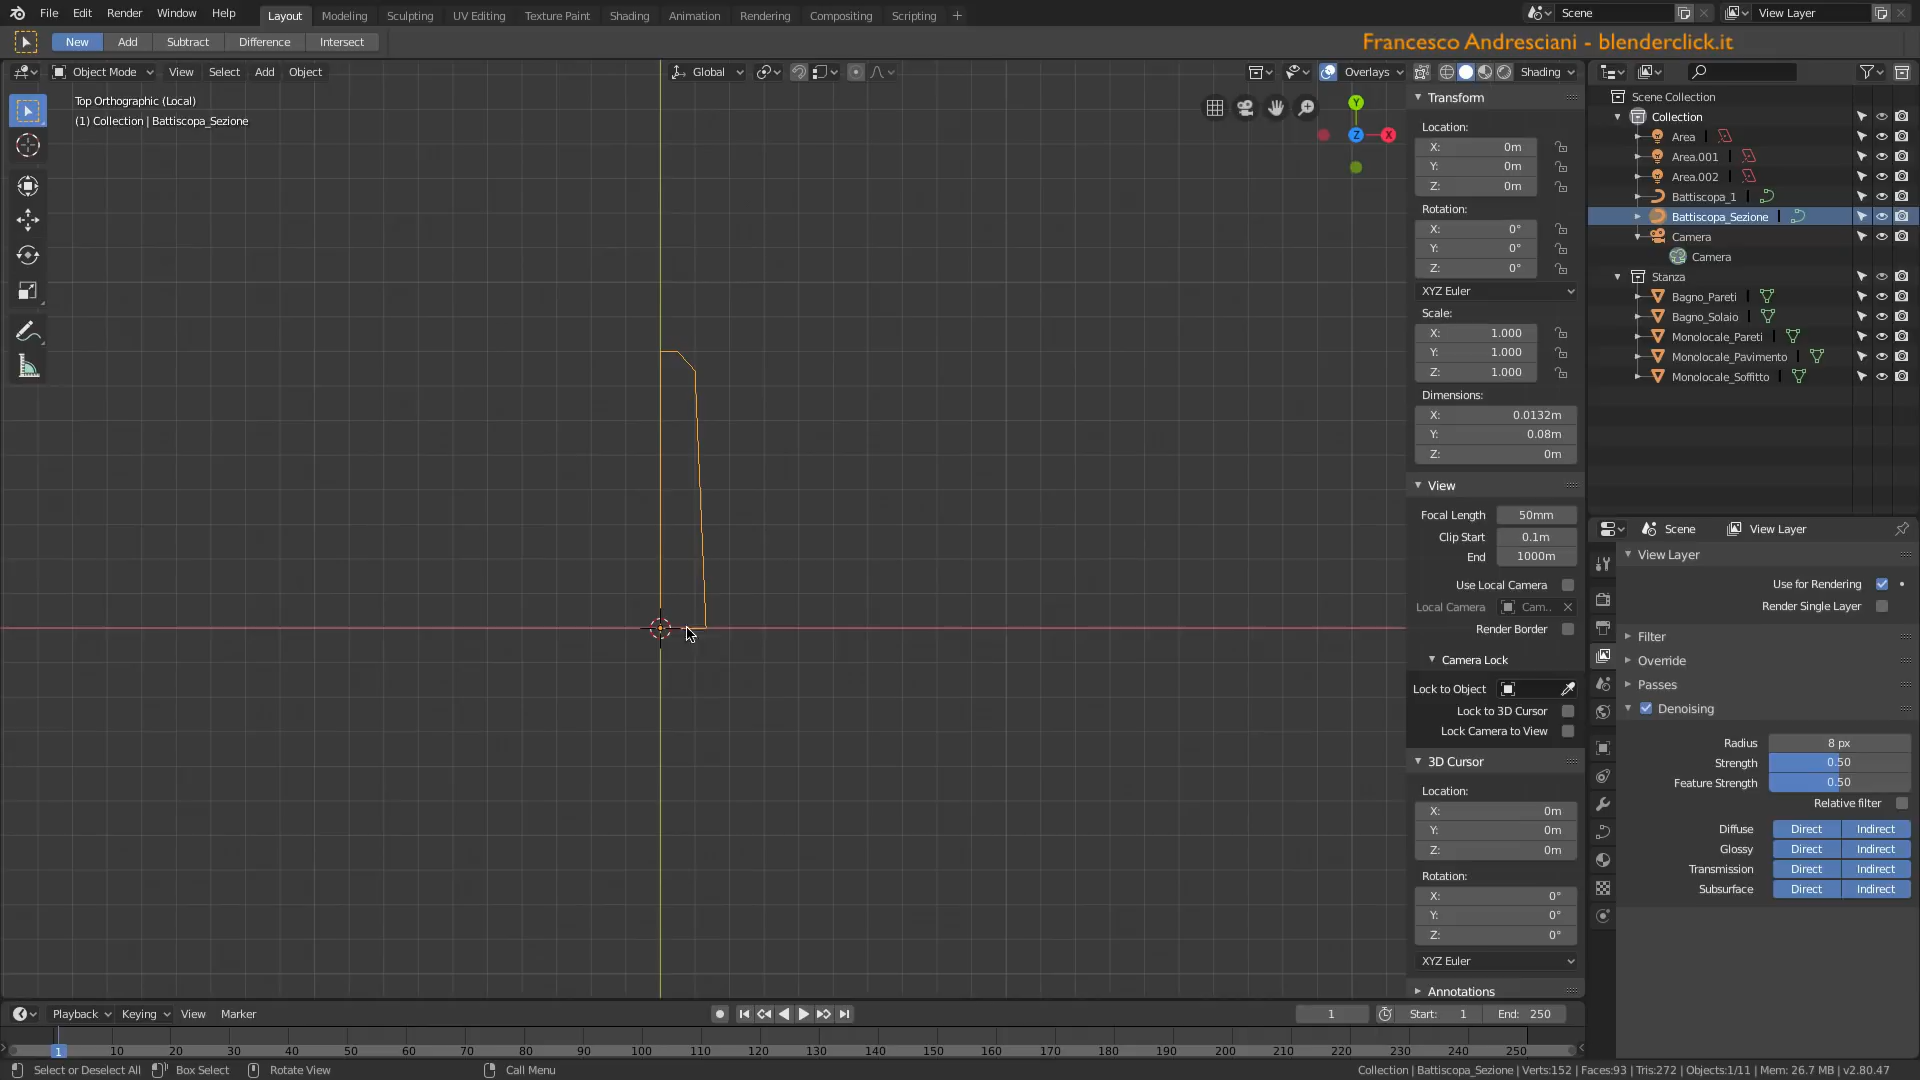 File Edit Render Window Help Layout Modeling Sculpting UV Editing Texture Paint Shading Animation Rendering Compositing Scripting + Scene View Layer
New Add Subtract Difference Intersect Francesco Andresciani - blenderclick.it
Object Mode View Select Add Object Global Overlays Shading
Top Orthographic (Local)
(1) Collection | Battiscopa_Sezione
Y
Z
X
Transform
Location:
X: 0m
Y: 0m
Z: 0m
Rotation:
X: 0°
Y: 0°
Z: 0°
XYZ Euler
Scale:
X: 1.000
Y: 1.000
Z: 1.000
Dimensions:
X: 0.0132m
Y: 0.08m
Z: 0m
View
Focal Length 50mm
Clip Start 0.1m
End 1000m
Use Local Camera
Local Camera Cam..
Render Border
Camera Lock
Lock to Object
Lock to 3D Cursor
Lock Camera to View
3D Cursor
Location:
X: 0m
Y: 0m
Z: 0m
Rotation:
X: 0°
Y: 0°
Z: 0°
XYZ Euler
Annotations
Scene Collection
Collection
Area
Area.001
Area.002
Battiscopa_1
Battiscopa_Sezione
Camera
Camera
Stanza
Bagno_Pareti
Bagno_Solaio
Monolocale_Pareti
Monolocale_Pavimento
Monolocale_Soffitto
Scene View Layer
View Layer
Use for Rendering
Render Single Layer
Filter
Override
Passes
Denoising
Radius 8 px
Strength 0.50
Feature Strength 0.50
Relative filter
Diffuse Direct Indirect
Glossy Direct Indirect
Transmission Direct Indirect
Subsurface Direct Indirect
Playback Keying View Marker 1 Start: 1 End: 250
1 10 20 30 40 50 60 70 80 90 100 110 120 130 140 150 160 170 180 190 200 210 220 230 240 250
Select or Deselect All Box Select Rotate View Call Menu Collection | Battiscopa_Sezione | Verts:152 | Faces:93 | Tris:272 | Objects:1/11 | Mem: 26.7 MB | v2.80.47